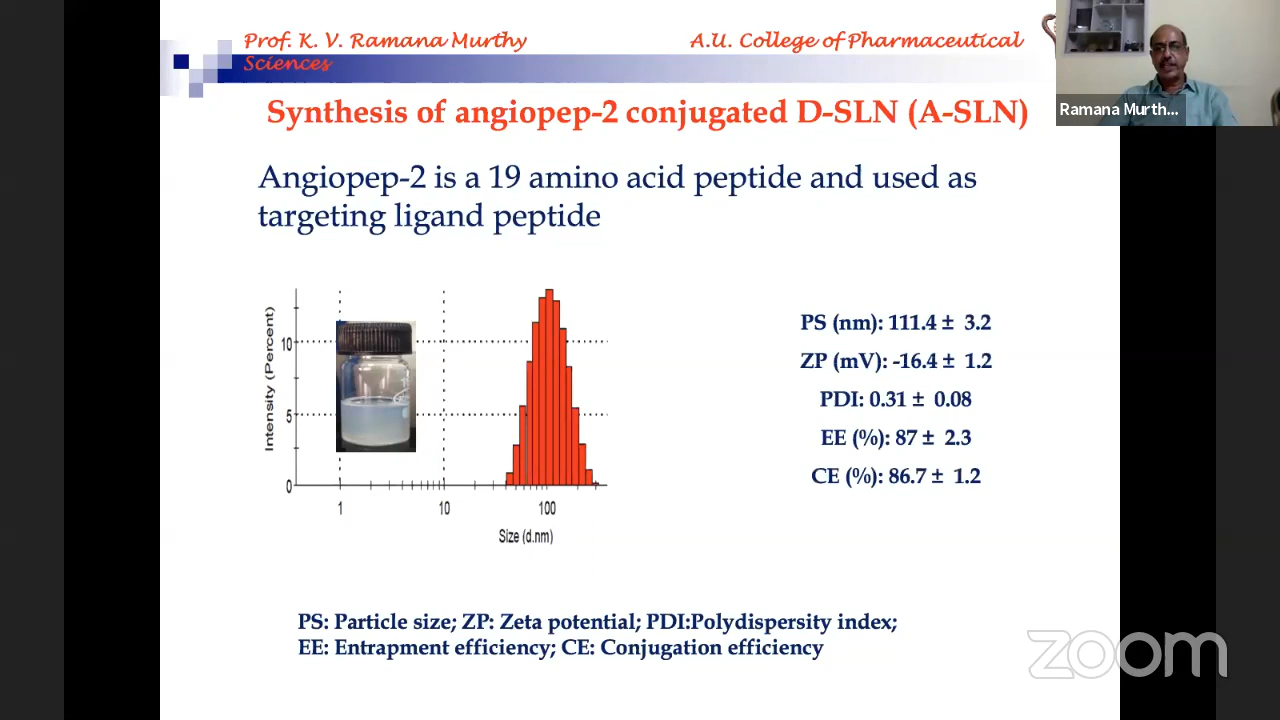 Prof. K. V. Ramana Murthy A.U. College of Pharmaceutical
Sciences
Ramana Murth...
Synthesis of angiopep-2 conjugated D-SLN (A-SLN)
Angiopep-2 is a 19 amino acid peptide and used as
targeting ligand peptide
Intensity (Percent)
10
5
0
1 10 100
Size (d.nm)
PS (nm): 111.4 ± 3.2
ZP (mV): -16.4 ± 1.2
PDI: 0.31 ± 0.08
EE (%): 87 ± 2.3
CE (%): 86.7 ± 1.2
PS: Particle size; ZP: Zeta potential; PDI:Polydispersity index;
EE: Entrapment efficiency; CE: Conjugation efficiency
zoom